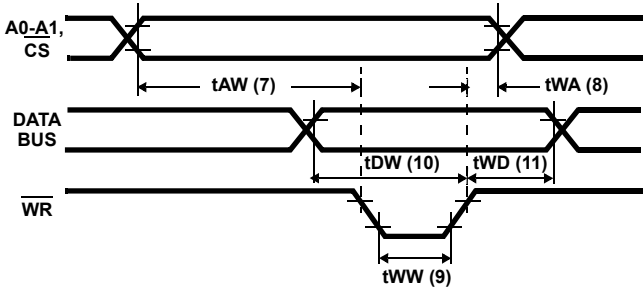 A0-A1,
CS
tAW (7)
tWA (8)
DATA
BUS
tDW (10)
tWD (11)
WR
tWW (9)